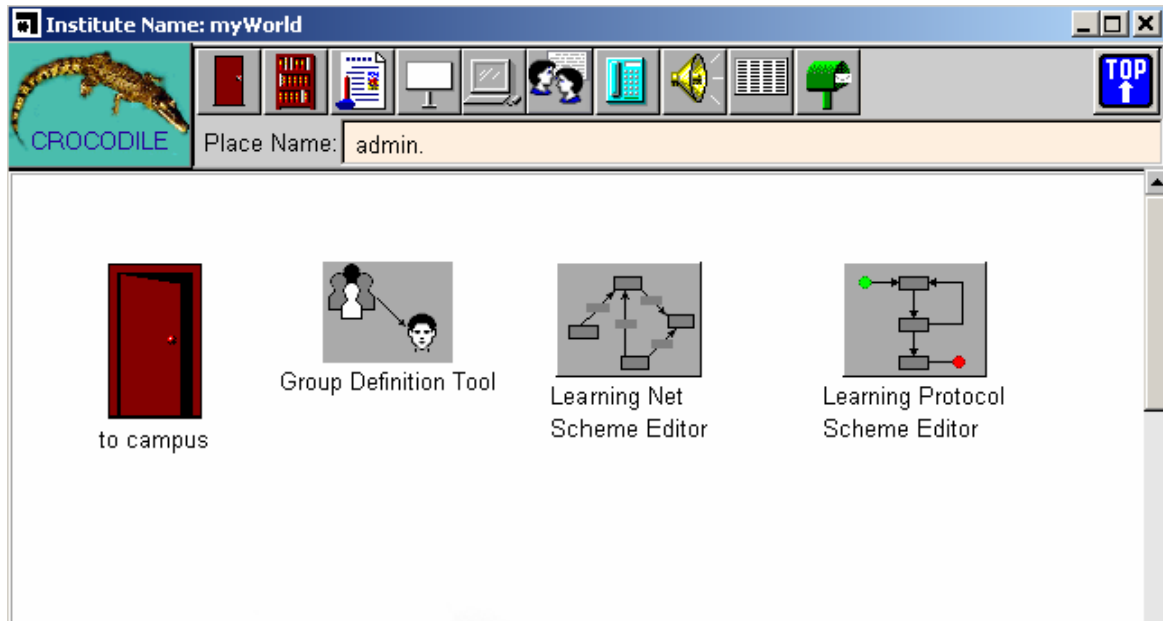 Institute Name: myWorld
TOP
CROCODILE
Place Name: admin.
to campus
Group Definition Tool
Learning Net
Scheme Editor
Learning Protocol
Scheme Editor